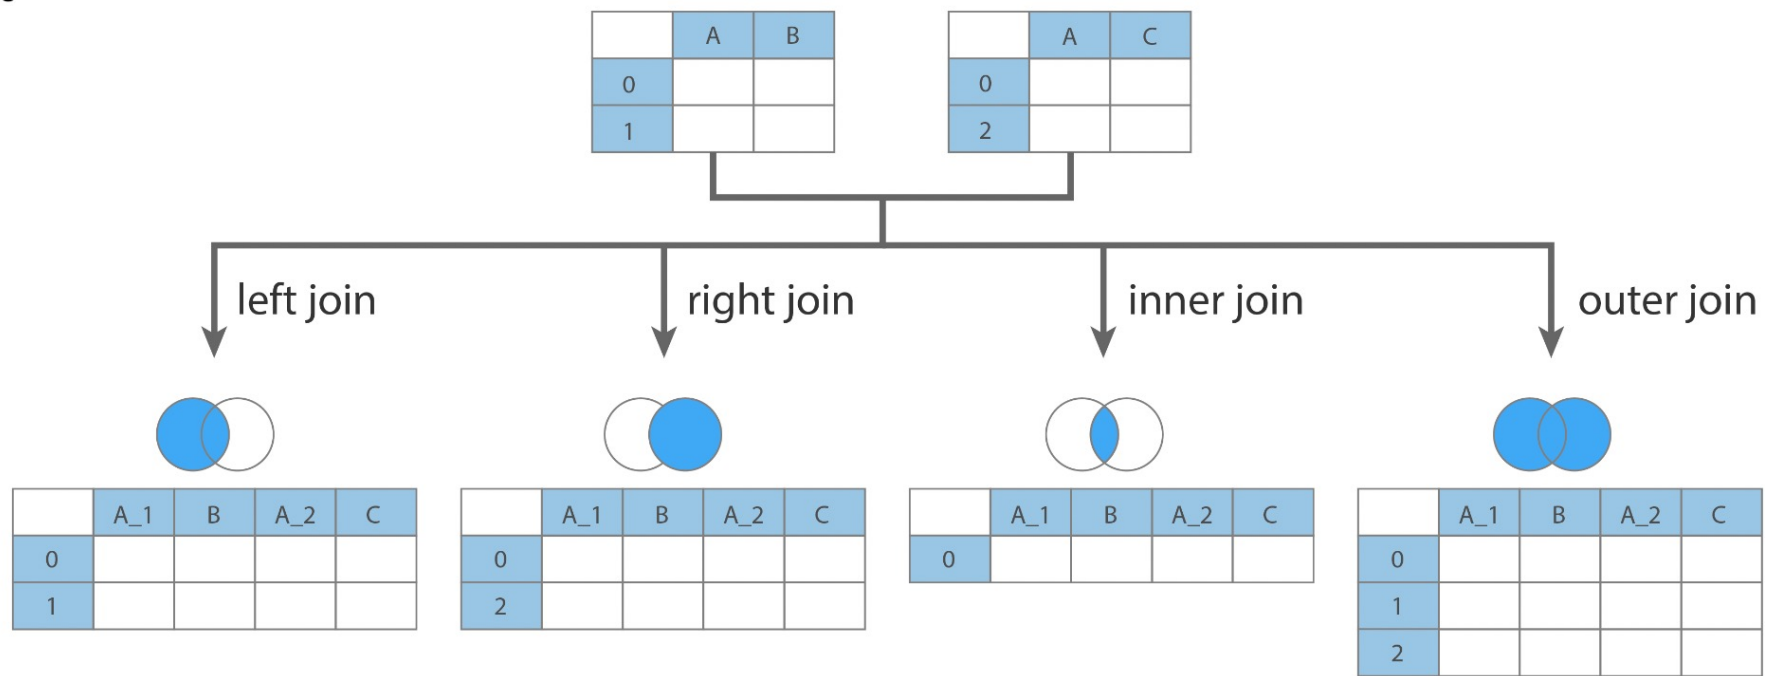 A B
0
1
A C
0
2
left join
right join
inner join
outer join
A_1 B A_2 C
0
1
A_1 B A_2 C
0
2
A_1 B A_2 C
0
A_1 B A_2 C
0
1
2